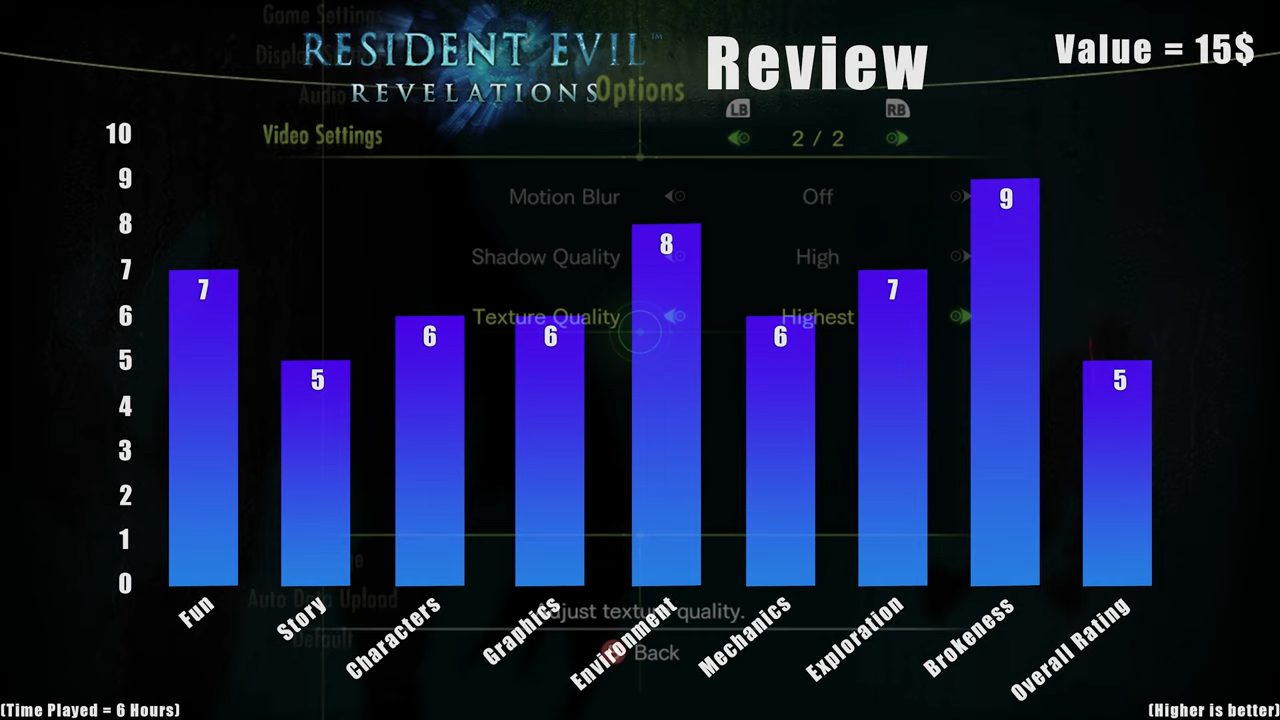 Game Settings
RESIDENT EVIL™
REVELATIONS
Review
Value = 15$
Display
Audio
Options
LB
RB
Video Settings
2 / 2
10
9
8
7
6
5
4
3
2
1
0
Motion Blur
Off
Shadow Quality
High
Texture Quality
Highest
7
5
6
6
8
6
7
9
5
Auto Data Upload
Default
Adjust texture quality.
Back
Fun
Story
Characters
Graphics
Environment
Mechanics
Exploration
Brokeness
Overall Rating
(Time Played = 6 Hours)
(Higher is better)